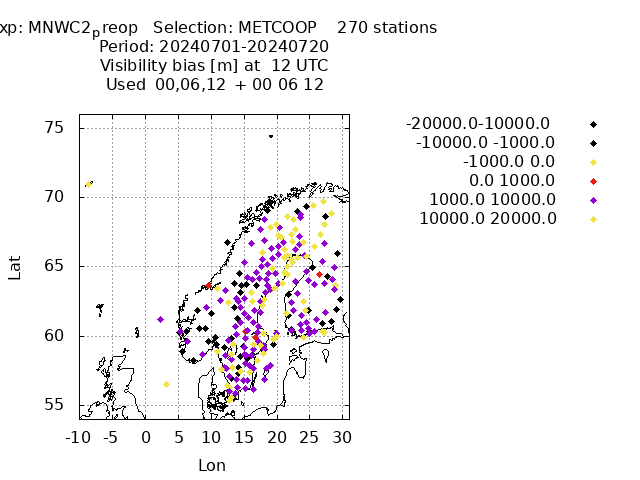 xp: MNWC2preop Selection: METCOOP 270 stations
Period: 20240701-20240720
Visibility bias [m] at 12 UTC
Used 00,06,12 + 00 06 12
-20000.0-10000.0
-10000.0 -1000.0
-1000.0 0.0
0.0 1000.0
1000.0 10000.0
10000.0 20000.0
75
70
65
60
55
Lat
-10 -5 0 5 10 15 20 25 30
Lon